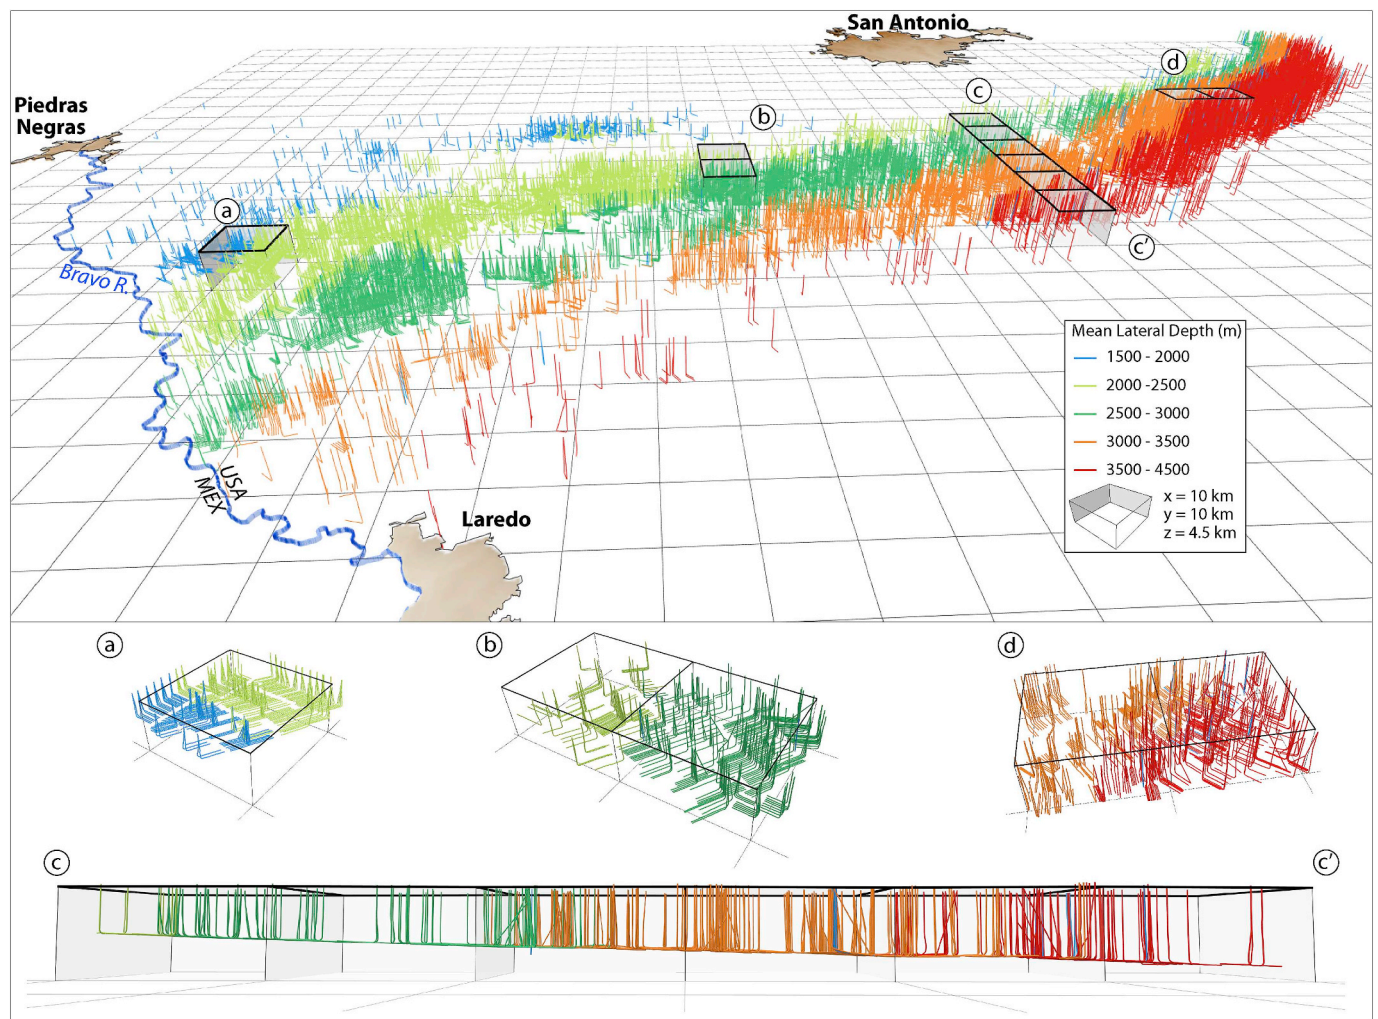 San Antonio
d
Piedras
Negras
c
b
a
c′
Bravo R.
Mean Lateral Depth (m)
1500 - 2000
2000 -2500
2500 - 3000
3000 - 3500
3500 - 4500
x = 10 km
y = 10 km
z = 4.5 km
USA
MEX
Laredo
a
b
d
c
c′